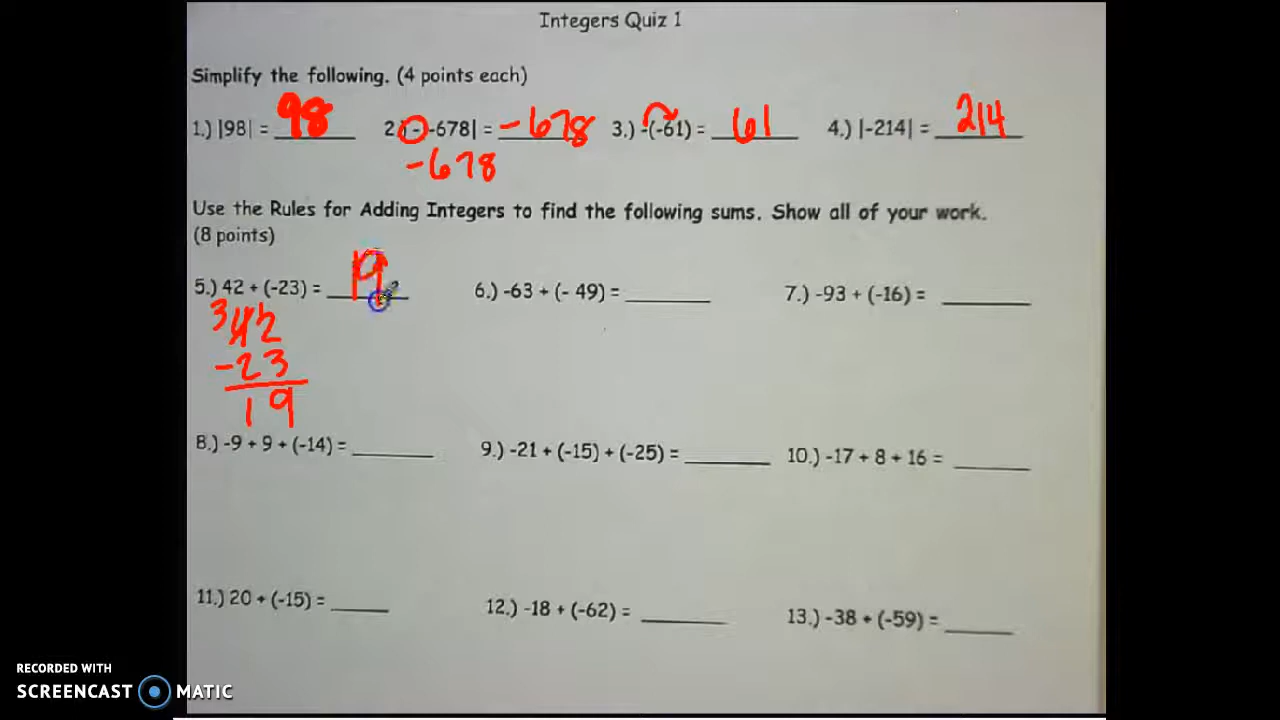 Integers Quiz 1
Simplify the following. (4 points each)
1.) |98| = 98 2.) - |-678| = -678 3.) -(-61) = 61 4.) |-214| = 214
-678
Use the Rules for Adding Integers to find the following sums. Show all of your work.
(8 points)
5.) 42 + (-23) = 19 6.) -63 + (- 49) = ________ 7.) -93 + (-16) = ________
3 12
42
-23
19
8.) -9 + 9 + (-14) = ________ 9.) -21 + (-15) + (-25) = ________ 10.) -17 + 8 + 16 = ________
11.) 20 + (-15) = ______ 12.) -18 + (-62) = ________ 13.) -38 + (-59) = ______
RECORDED WITH
SCREENCAST MATIC